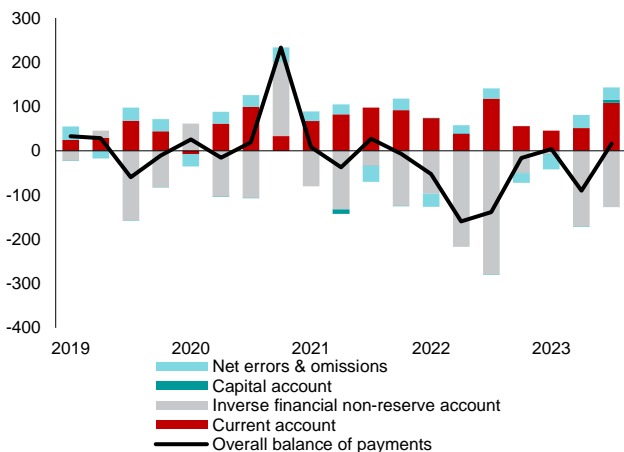 300
200
100
0
-100
-200
-300
-400
2019 2020 2021 2022 2023
Net errors & omissions
Capital account
Inverse financial non-reserve account
Current account
Overall balance of payments